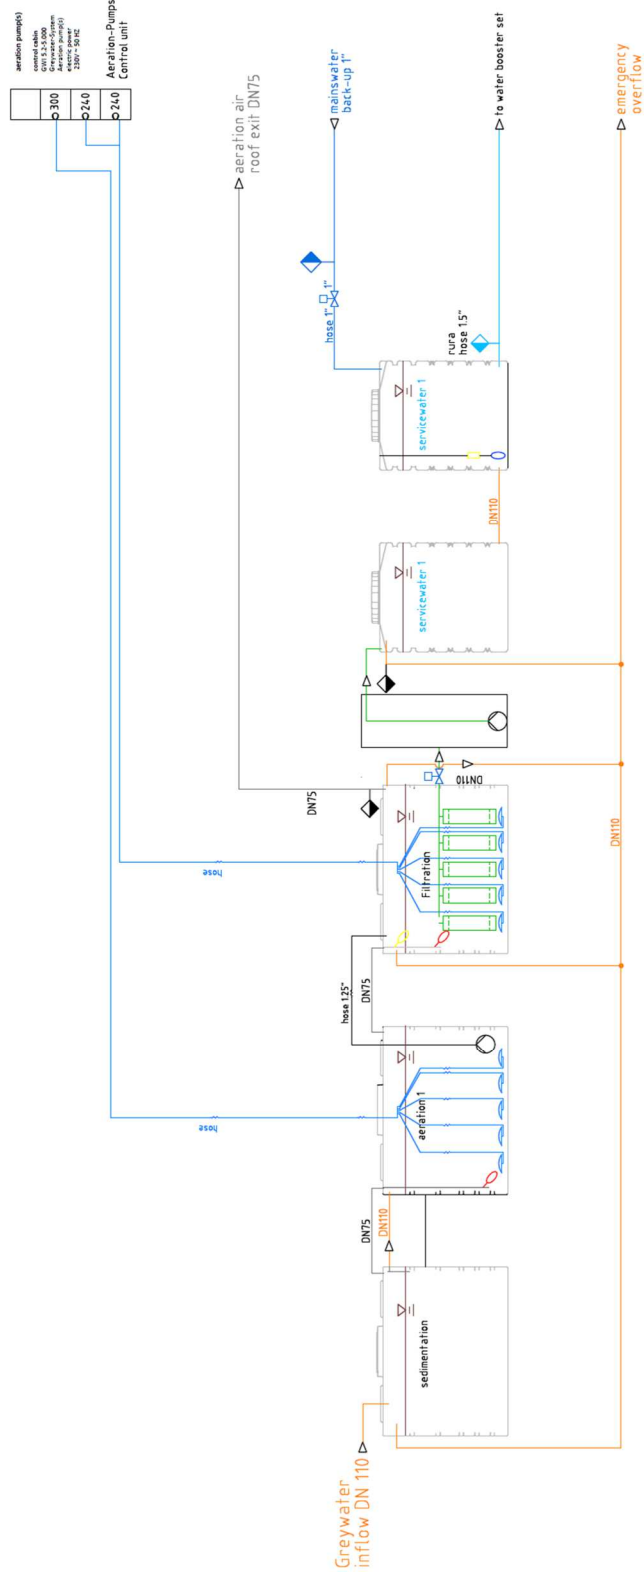 aeration pump(s)
control cabin
GWI 5.2-5.000
Greywater-System
Aeration pump(s)
electric power
230V ~ 50 HZ
300
240
240
Aeration-Pumps
Control unit
aeration air
roof exit DN75
mainswater
back-up 1"
to water booster set
emergency
overflow
hose 1"
1"
rura
hose 1.5"
servicewater 1
DN110
servicewater 1
DN75
DN110
hose
Filtration
DN110
hose 1.25"
DN75
hose
aeration 1
DN75
DN110
sedimentation
Greywater
inflow DN 110